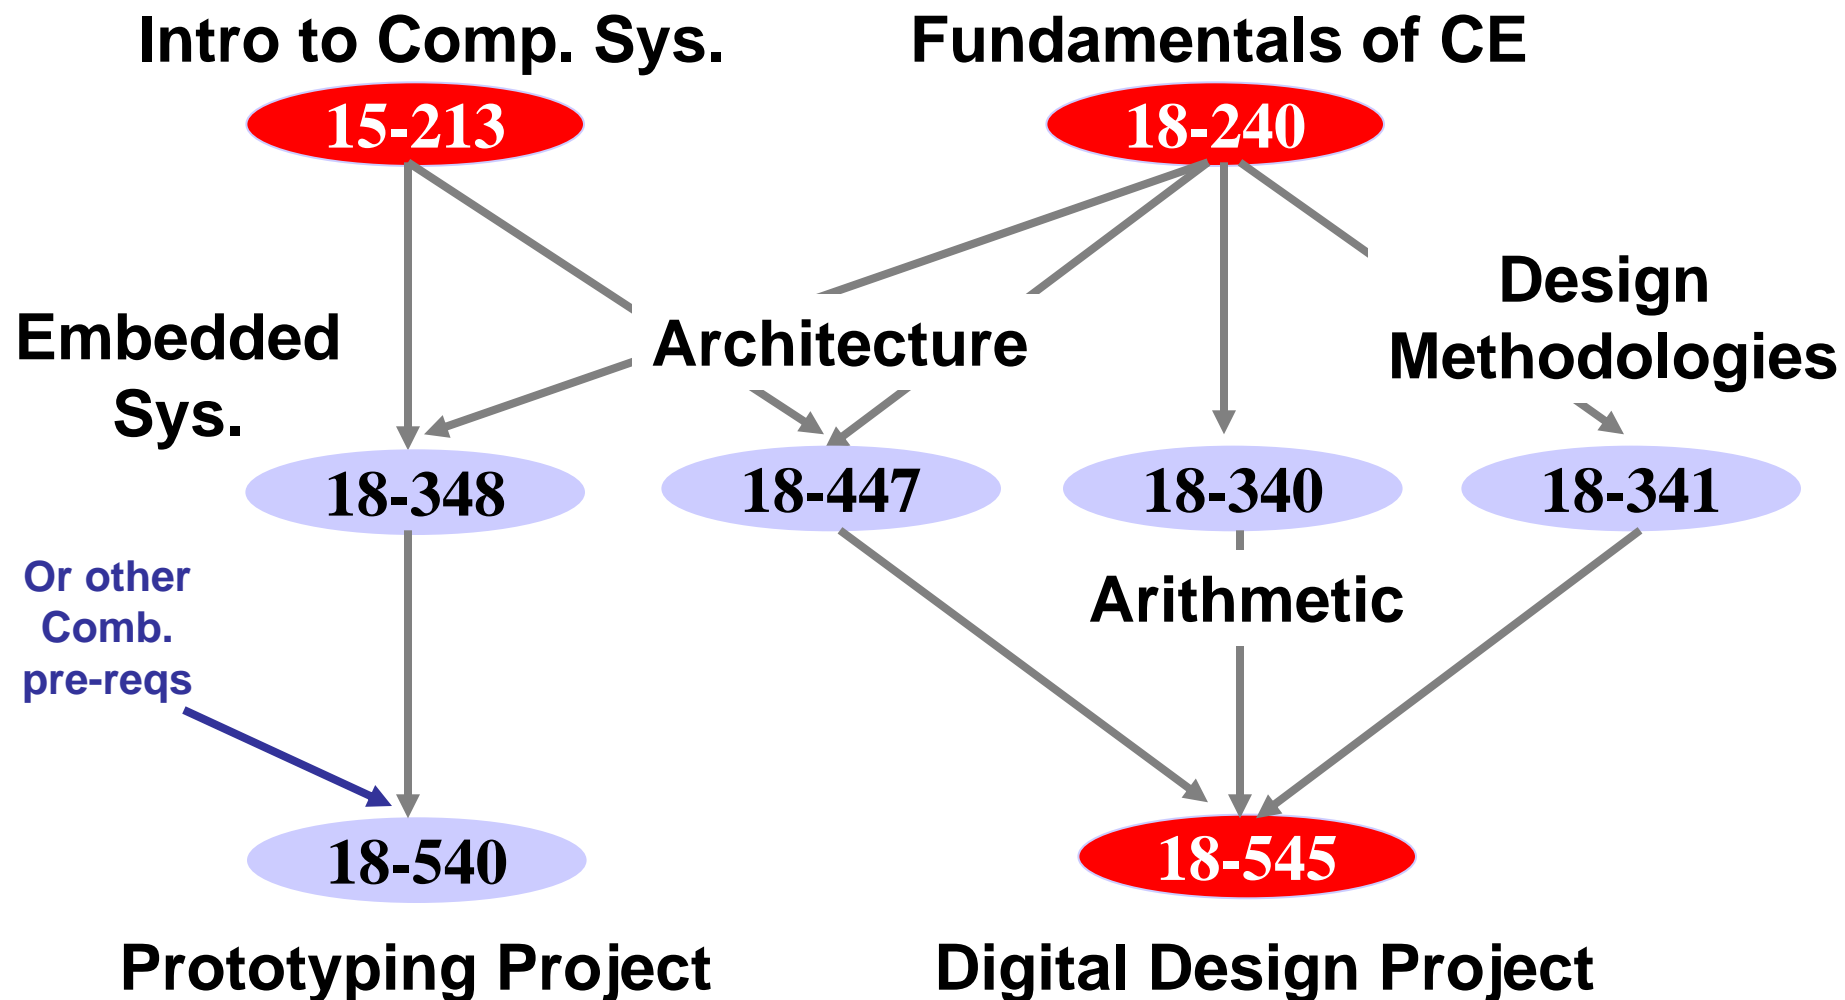 Intro to Comp. Sys.
Fundamentals of CE
15-213
18-240
Embedded
Sys.
Architecture
Design
Methodologies
18-348
18-447
18-340
18-341
Or other
Comb.
pre-reqs
Arithmetic
18-540
18-545
Prototyping Project
Digital Design Project